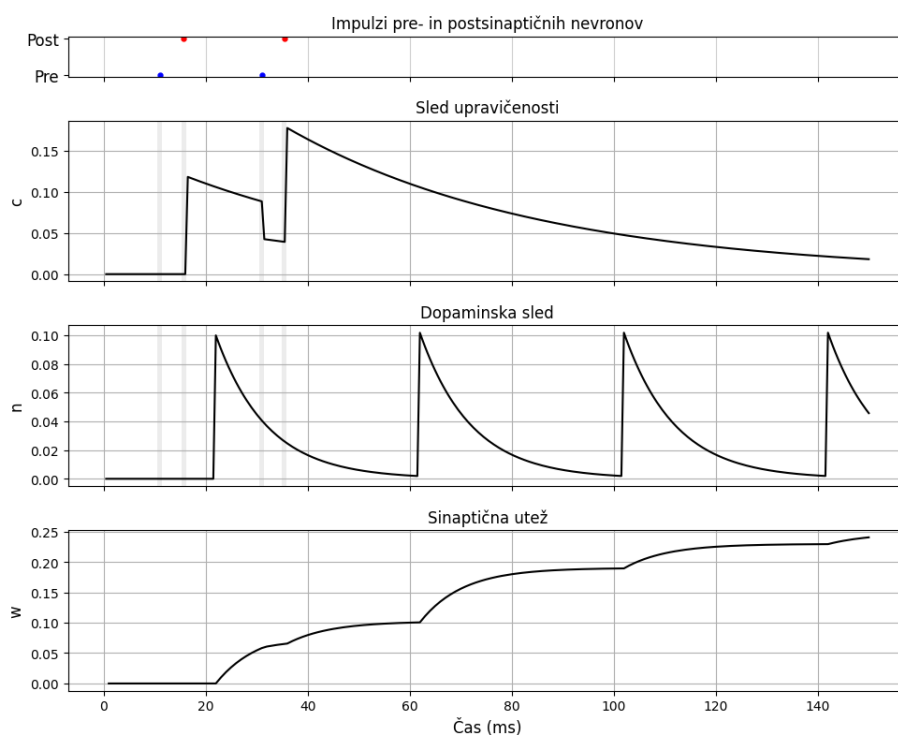 Impulzi pre- in postsinaptičnih nevronov
Post
Pre
Sled upravičenosti
0.15
0.10
0.05
0.00
c
Dopaminska sled
0.10
0.08
0.06
0.04
0.02
0.00
n
Sinaptična utež
0.25
0.20
0.15
0.10
0.05
0.00
w
0 20 40 60 80 100 120 140
Čas (ms)